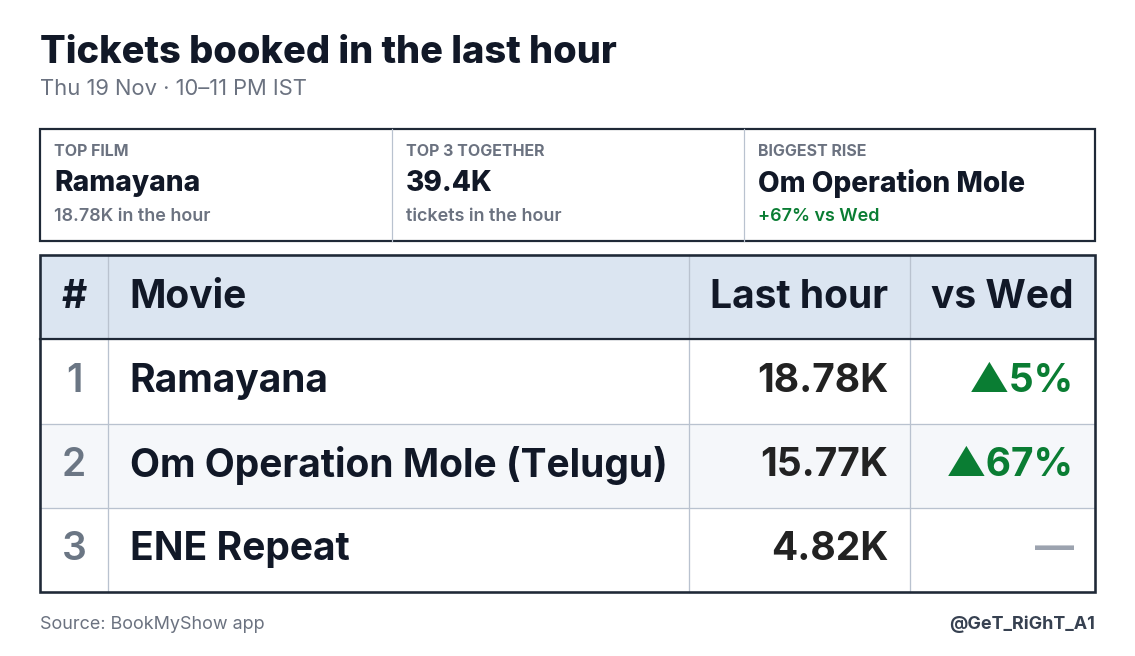 Tickets booked in the last hour
Thu 19 Nov · 10–11 PM IST
TOP FILM
Ramayana
18.78K in the hour
TOP 3 TOGETHER
39.4K
tickets in the hour
BIGGEST RISE
Om Operation Mole
+67% vs Wed
# Movie Last hour vs Wed
1 Ramayana 18.78K ▲5%
2 Om Operation Mole (Telugu) 15.77K ▲67%
3 ENE Repeat 4.82K —
Source: BookMyShow app
@GeT_RiGhT_A1